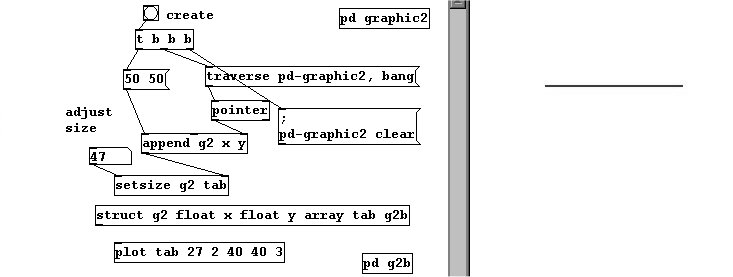 create
pd graphic2
t b b b
50 50
traverse pd-graphic2, bang
adjust
size
pointer
;
pd-graphic2 clear
append g2 x y
47
setsize g2 tab
struct g2 float x float y array tab g2b
plot tab 27 2 40 40 3
pd g2b